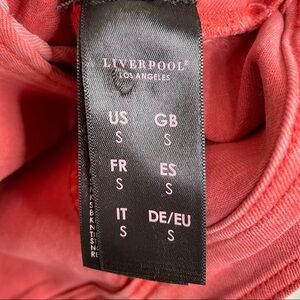 LIVERPOOL
LOS ANGELES
US GB
S S
FR ES
S S
IT DE/EU
S S